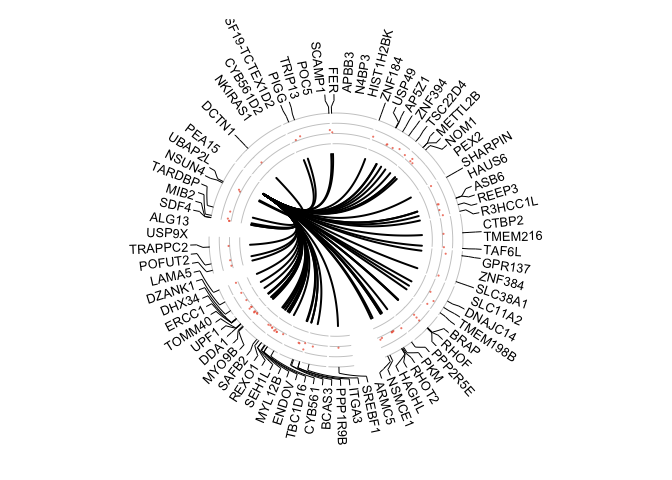 SF19-TCTEX1D2
CYB561D2
NKIRAS1
PIGG
TRIP13
POC5
SCAMP1
FER
APBB3
N4BP3
HIST1H2BK
ZNF184
USP49
AP5Z1
ZNF394
TSC22D4
METTL2B
NOM1
PEX2
SHARPIN
HAUS6
ASB6
REEP3
R3HCC1L
CTBP2
TMEM216
TAF6L
GPR137
ZNF384
SLC38A1
SLC11A2
DNAJC14
TMEM198B
BRAP
RHOF
PPP2R5E
PKM
RHOT2
HAGHL
NSMCE1
ARMC5
SREBF1
ITGA3
PPP1R9B
BCAS3
CYB561
TBC1D16
ENDOV
MYL12B
SEH1L
REXO1
SAFB2
MYO9B
DDA1
UPF1
TOMM40
ERCC1
DHX34
DZANK1
LAMA5
POFUT2
TRAPPC2
USP9X
ALG13
SDF4
MIB2
TARDBP
NSUN4
UBAP2L
PEA15
DCTN1